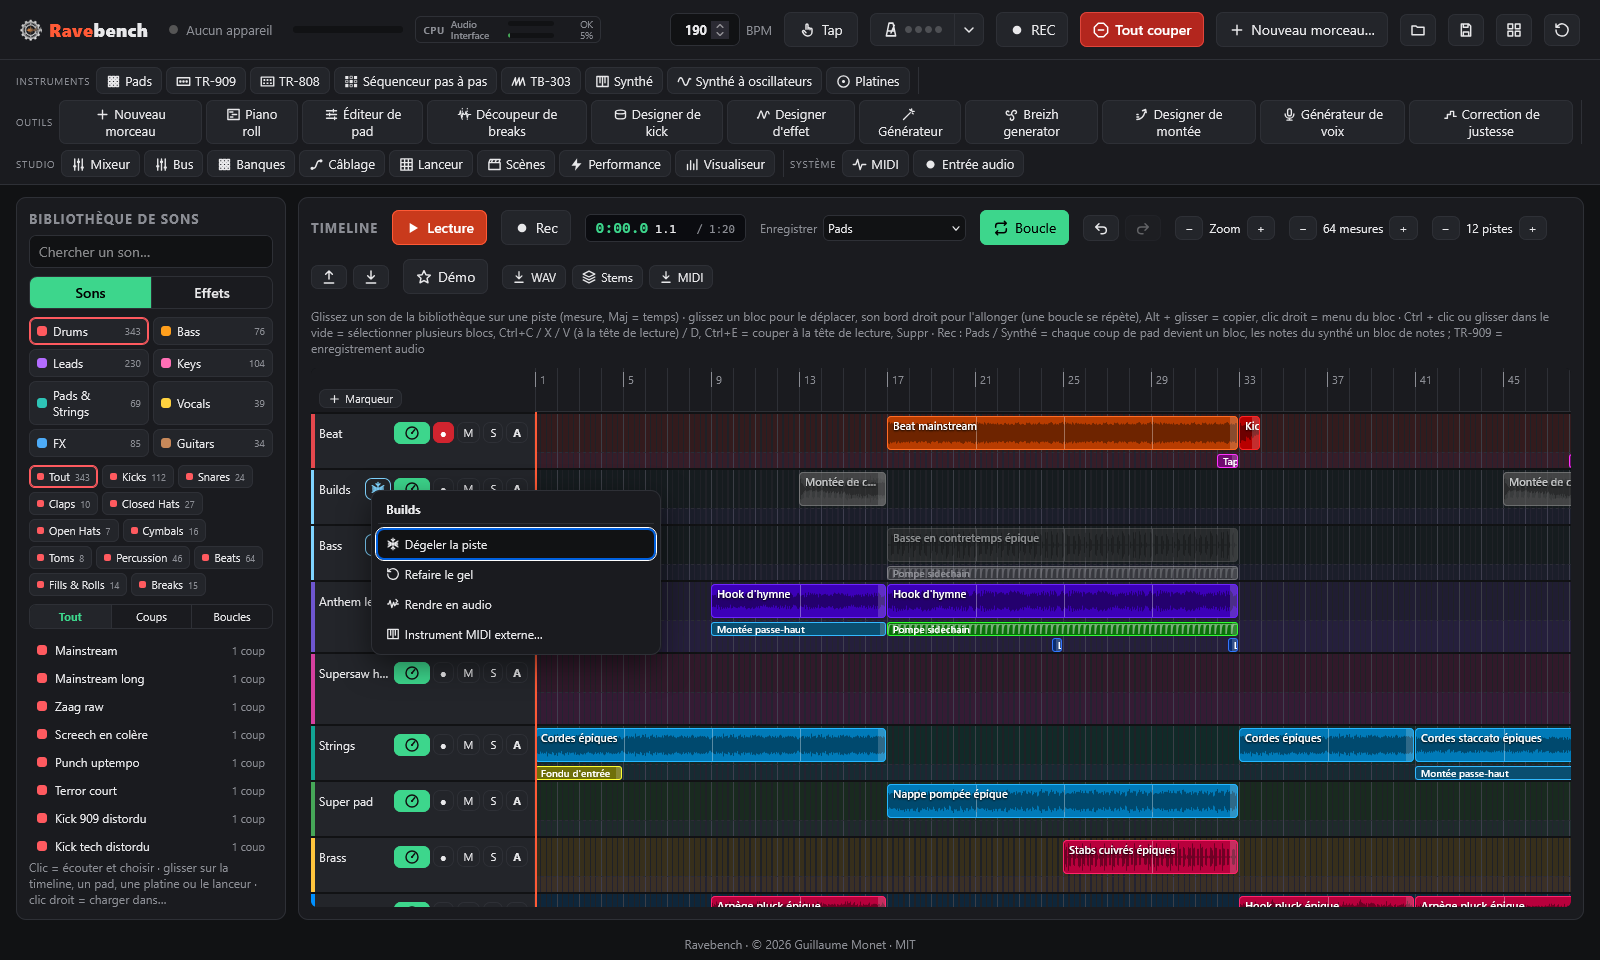 Ravebench
Aucun appareil
CPU
Audio
Interface
OK
5%
190
BPM
Tap
REC
Tout couper
Nouveau morceau...
INSTRUMENTS
Pads
TR-909
TR-808
Séquenceur pas à pas
TB-303
Synthé
Synthé à oscillateurs
Platines
OUTILS
Nouveau
morceau
Piano
roll
Éditeur de
pad
Découpeur de
breaks
Designer de
kick
Designer
d'effet
Générateur
Breizh
generator
Designer de
montée
Générateur de
voix
Correction de
justesse
STUDIO
Mixeur
Bus
Banques
Câblage
Lanceur
Scènes
Performance
Visualiseur
SYSTÈME
MIDI
Entrée audio
BIBLIOTHÈQUE DE SONS
Chercher un son...
Sons
Effets
Drums 343
Bass 76
Leads 230
Keys 104
Pads &
Strings
69
Vocals 39
FX 85
Guitars 34
Tout 343
Kicks 112
Snares 24
Claps 10
Closed Hats 27
Open Hats 7
Cymbals 16
Toms 8
Percussion 46
Beats 64
Fills & Rolls 14
Breaks 15
Tout
Coups
Boucles
Mainstream 1 coup
Mainstream long 1 coup
Zaag raw 1 coup
Screech en colère 1 coup
Punch uptempo 1 coup
Terror court 1 coup
Kick 909 distordu 1 coup
Kick tech distordu 1 coup
Clic = écouter et choisir · glisser sur la
timeline, un pad, une platine ou le lanceur ·
clic droit = charger dans...
TIMELINE
Lecture
Rec
0:00.0 1.1 / 1:20
Enregistrer
Pads
Boucle
− Zoom +
− 64 mesures +
− 12 pistes +
Démo
WAV
Stems
MIDI
Glissez un son de la bibliothèque sur une piste (mesure, Maj = temps) · glissez un bloc pour le déplacer, son bord droit pour l'allonger (une boucle se répète), Alt + glisser = copier, clic droit = menu du bloc · Ctrl + clic ou glisser dans le
vide = sélectionner plusieurs blocs, Ctrl+C / X / V (à la tête de lecture) / D, Ctrl+E = couper à la tête de lecture, Suppr · Rec : Pads / Synthé = chaque coup de pad devient un bloc, les notes du synthé un bloc de notes ; TR-909 =
enregistrement audio
1 5 9 13 17 21 25 29 33 37 41 45
+ Marqueur
Beat
M S A
Beat mainstream
Kic
Tap
Builds
M S A
Montée de c...
Montée de c
Bass
Basse en contretemps épique
Pompe sidechain
Anthem le
Hook d'hymne
Hook d'hymne
Montée passe-haut
Pompe sidechain
L
L
Builds
Dégeler la piste
Refaire le gel
Rendre en audio
Instrument MIDI externe...
Supersaw h...
M S A
Strings
M S A
Cordes épiques
Cordes épiques
Cordes staccato épiques
Fondu d'entrée
Montée passe-haut
Super pad
M S A
Nappe pompée épique
Brass
M S A
Stabs cuivrés épiques
Arpège pluck épique
Hook pluck épique
Arpège pluck épique
Ravebench · © 2026 Guillaume Monet · MIT